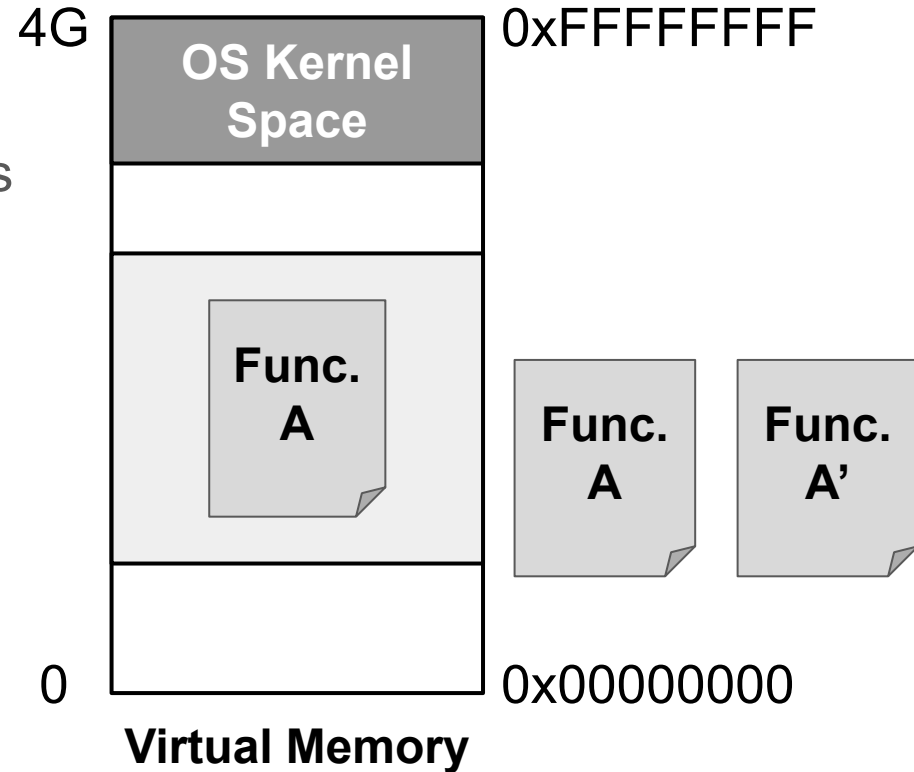 4G
0xFFFFFFFF
OS Kernel
Space
s
Func.
A
Func.
A
Func.
A’
0
0x00000000
Virtual Memory